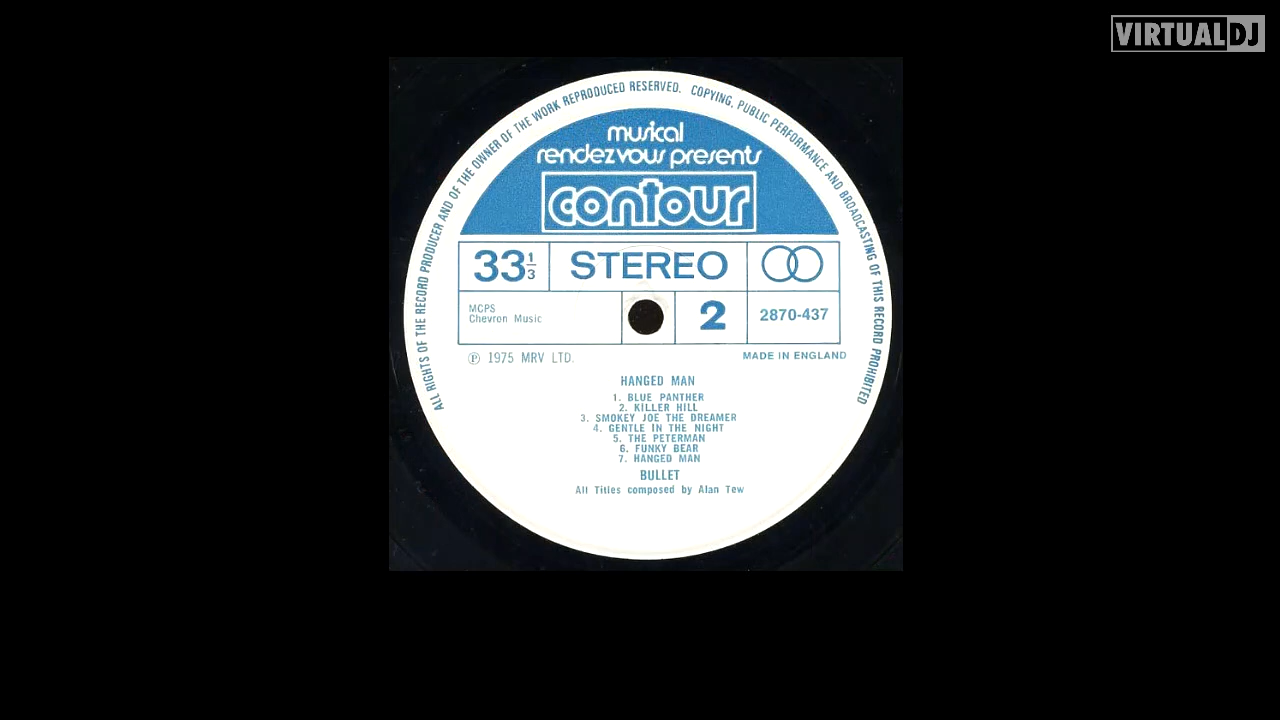 VIRTUALDJ
ALL RIGHTS OF THE RECORD PRODUCER AND OF THE OWNER OF THE WORK REPRODUCED RESERVED. COPYING, PUBLIC PERFORMANCE AND BROADCASTING OF THIS RECORD PROHIBITED
musical
rendezvous presents
contour
33 1/3 STEREO
MCPS
Chevron Music
2 2870-437
℗ 1975 MRV LTD. MADE IN ENGLAND
HANGED MAN
1. BLUE PANTHER
2. KILLER HILL
3. SMOKEY JOE THE DREAMER
4. GENTLE IN THE NIGHT
5. THE PETERMAN
6. FUNKY BEAR
7. HANGED MAN
BULLET
All Titles composed by Alan Tew